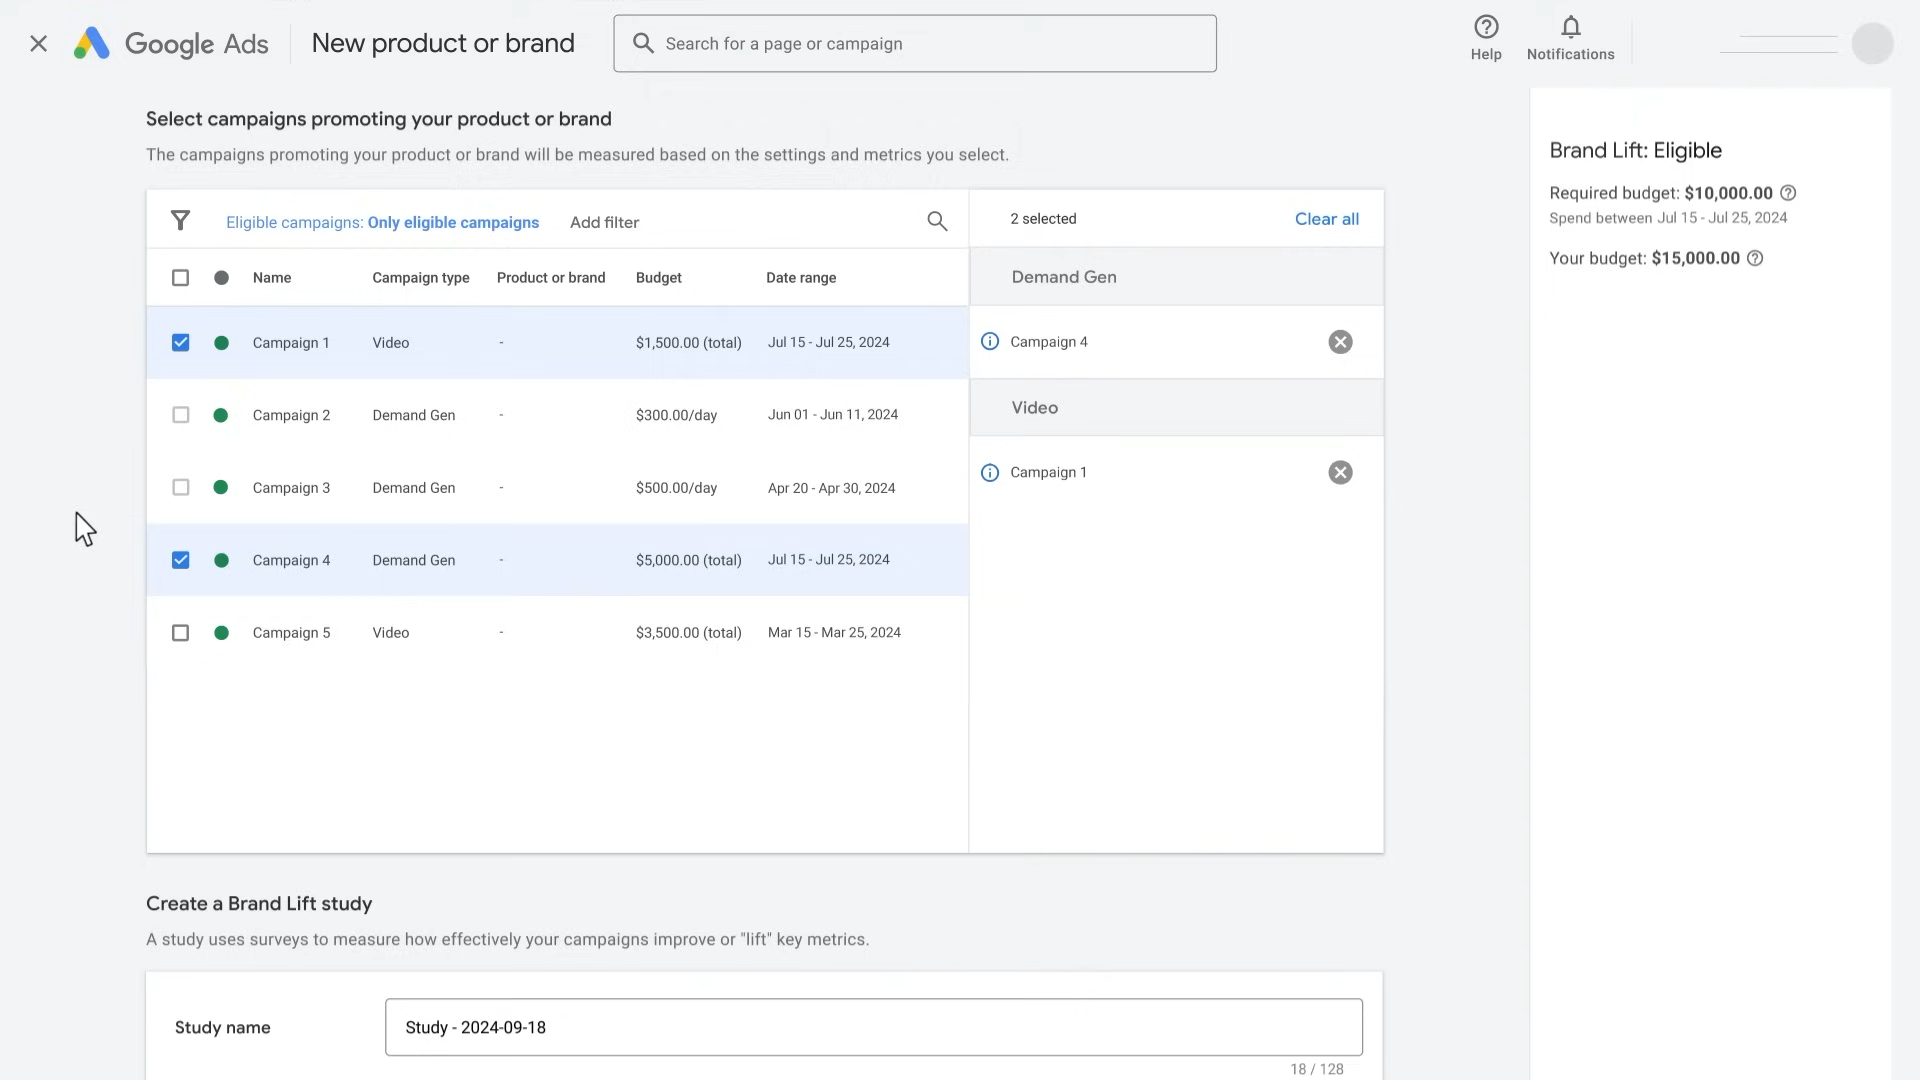 Google Ads
New product or brand
Search for a page or campaign
Help
Notifications
Select campaigns promoting your product or brand
The campaigns promoting your product or brand will be measured based on the settings and metrics you select.
Eligible campaigns: Only eligible campaigns
Add filter
2 selected
Clear all
Name Campaign type Product or brand Budget Date range
Campaign 1 Video - $1,500.00 (total) Jul 15 - Jul 25, 2024
Campaign 2 Demand Gen - $300.00/day Jun 01 - Jun 11, 2024
Campaign 3 Demand Gen - $500.00/day Apr 20 - Apr 30, 2024
Campaign 4 Demand Gen - $5,000.00 (total) Jul 15 - Jul 25, 2024
Campaign 5 Video - $3,500.00 (total) Mar 15 - Mar 25, 2024
Demand Gen
Campaign 4
Video
Campaign 1
Brand Lift: Eligible
Required budget: $10,000.00
Spend between Jul 15 - Jul 25, 2024
Your budget: $15,000.00
Create a Brand Lift study
A study uses surveys to measure how effectively your campaigns improve or "lift" key metrics.
Study name
Study - 2024-09-18
18 / 128